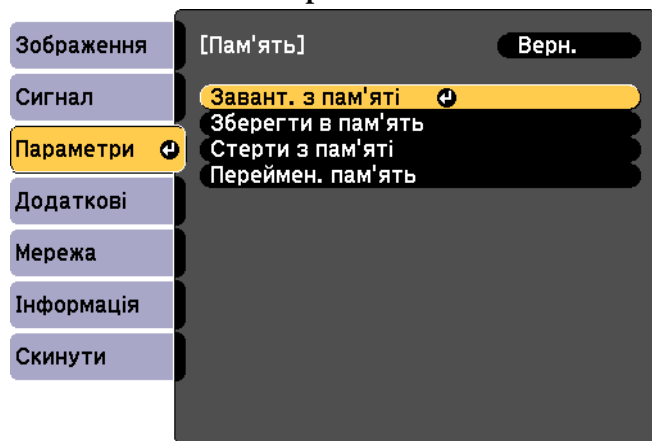 Зображення
Сигнал
Параметри
Додаткові
Мережа
Інформація
Скинути
[Пам'ять]
Верн.
Завант. з пам'яті
Зберегти в пам'ять
Стерти з пам'яті
Переймен. пам'ять